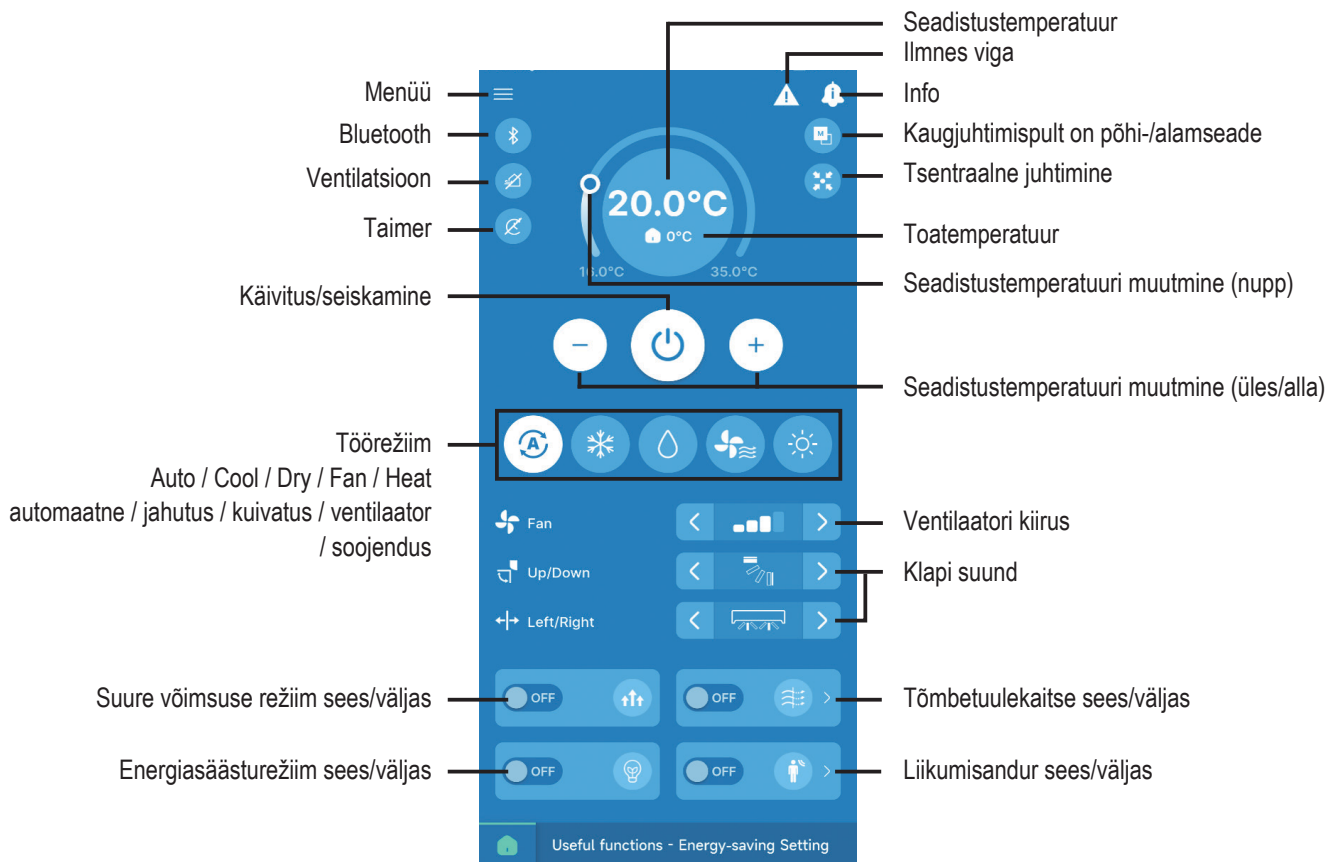 Seadistustemperatuur
Ilmnes viga
Menüü
Info
Bluetooth
Kaugjuhtimispult on põhi-/alamseade
M
Ventilatsioon
Tsentraalne juhtimine
20.0°C
Taimer
0°C
Toatemperatuur
16.0°C
35.0°C
Seadistustemperatuuri muutmine (nupp)
Käivitus/seiskamine
−
+
Seadistustemperatuuri muutmine (üles/alla)
Töörežiim
A
Auto / Cool / Dry / Fan / Heat
automaatne / jahutus / kuivatus / ventilaator
/ soojendus
Fan
Ventilaatori kiirus
Up/Down
Klapi suund
Left/Right
Suure võimsuse režiim sees/väljas
OFF
OFF
Tõmbetuulekaitse sees/väljas
Energiasäästurežiim sees/väljas
OFF
OFF
Liikumisandur sees/väljas
Useful functions - Energy-saving Setting